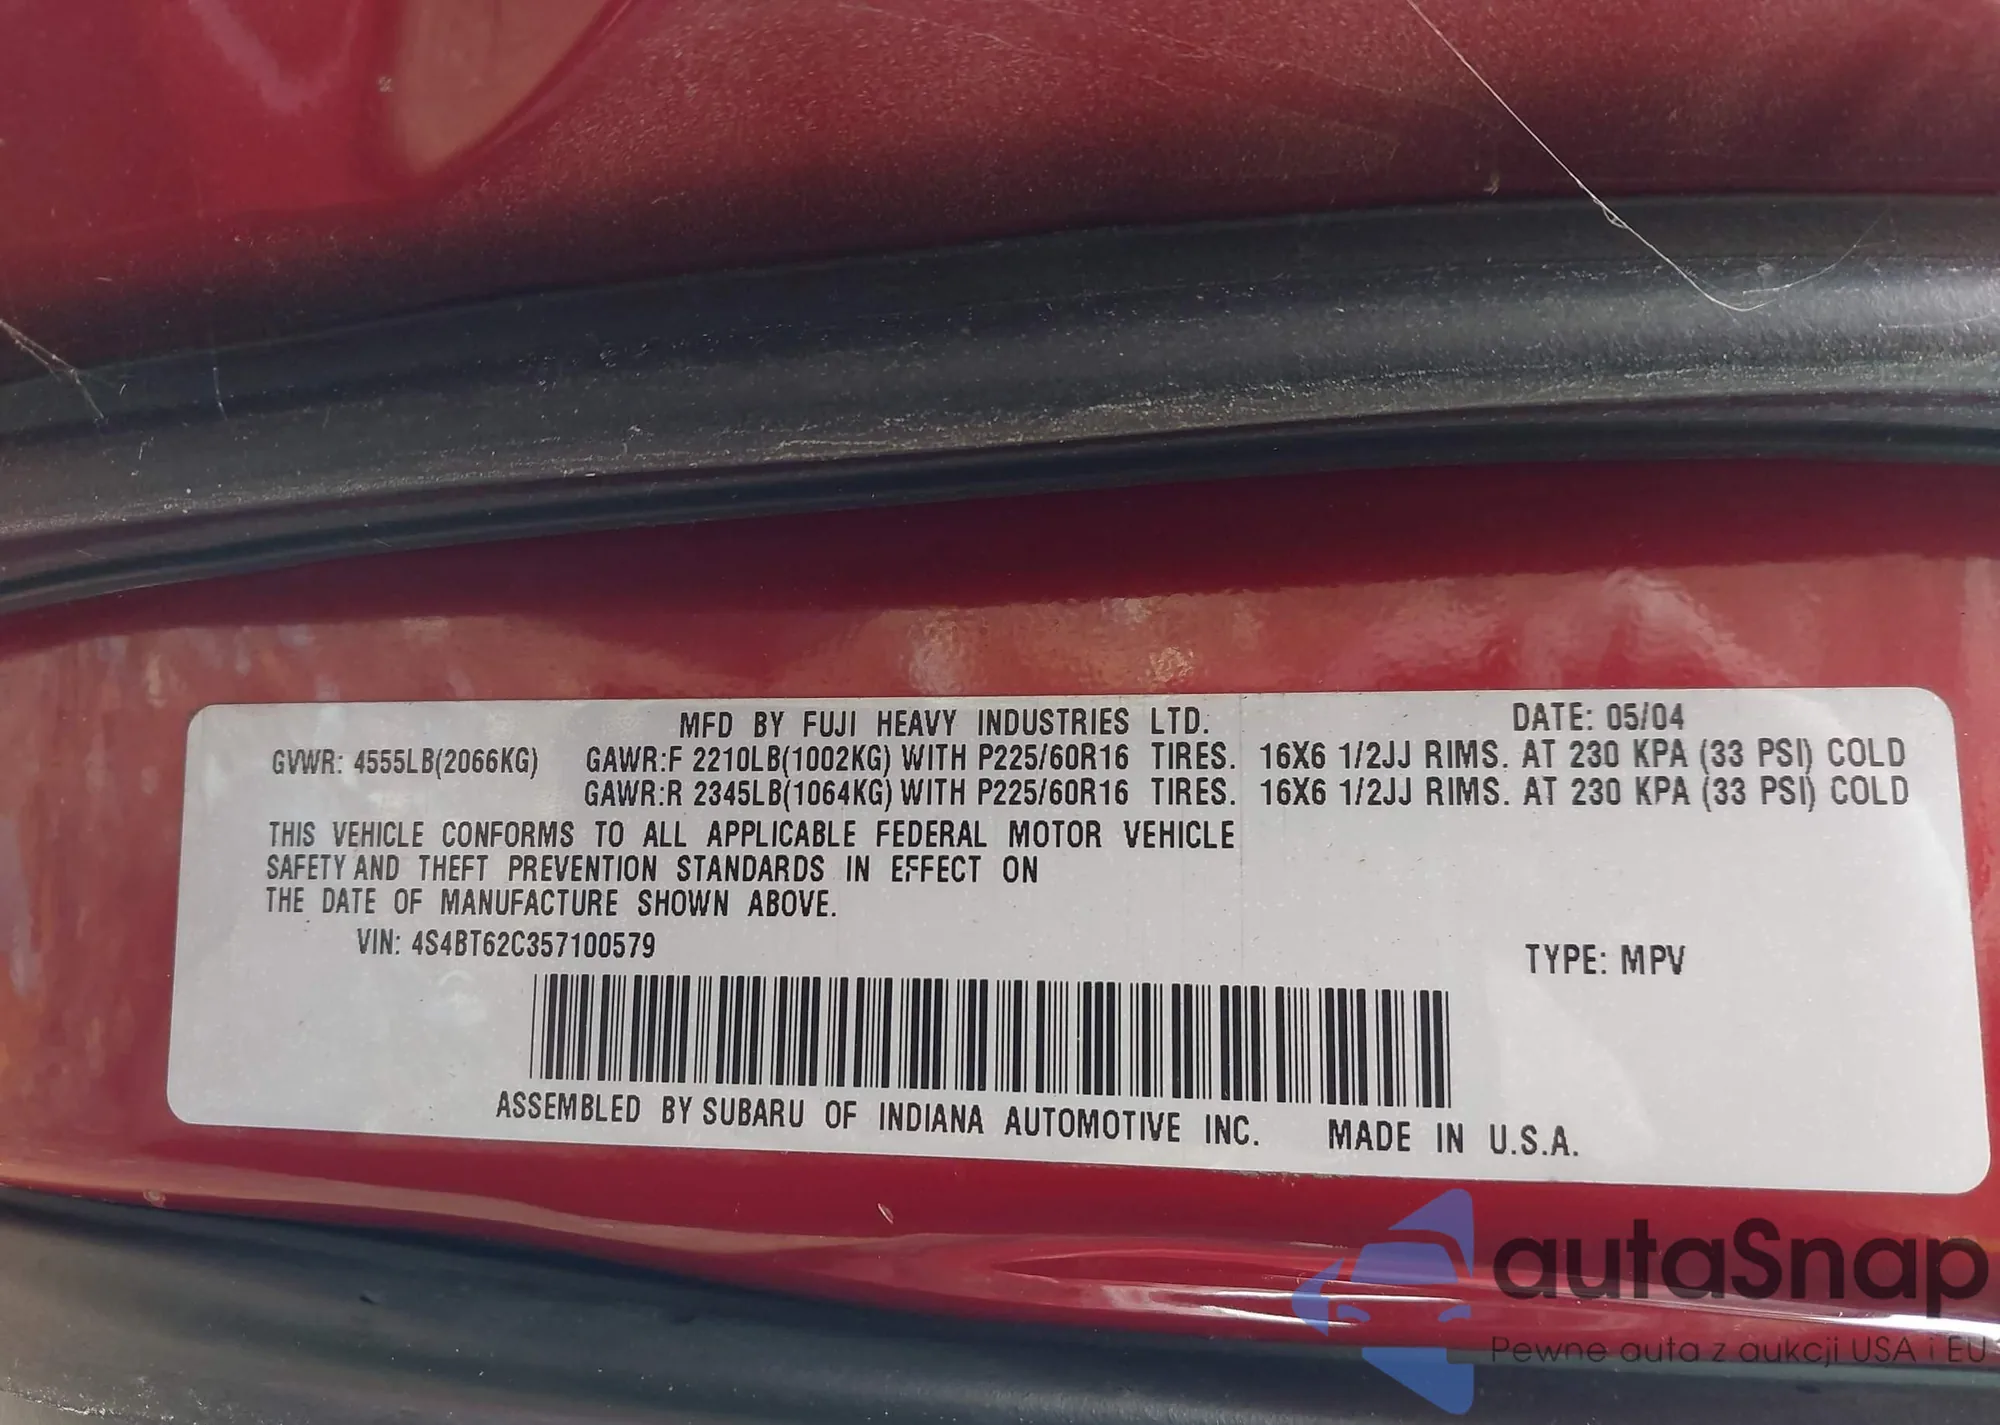 MFD BY FUJI HEAVY INDUSTRIES LTD. DATE: 05/04
GVWR: 4555LB(2066KG) GAWR:F 2210LB(1002KG) WITH P225/60R16 TIRES. 16X6 1/2JJ RIMS. AT 230 KPA (33 PSI) COLD
GAWR:R 2345LB(1064KG) WITH P225/60R16 TIRES. 16X6 1/2JJ RIMS. AT 230 KPA (33 PSI) COLD
THIS VEHICLE CONFORMS TO ALL APPLICABLE FEDERAL MOTOR VEHICLE
SAFETY AND THEFT PREVENTION STANDARDS IN EFFECT ON
THE DATE OF MANUFACTURE SHOWN ABOVE.
VIN: 4S4BT62C357100579 TYPE: MPV
ASSEMBLED BY SUBARU OF INDIANA AUTOMOTIVE INC. MADE IN U.S.A.
autaSnap
Pewne auta z aukcji USA i EU